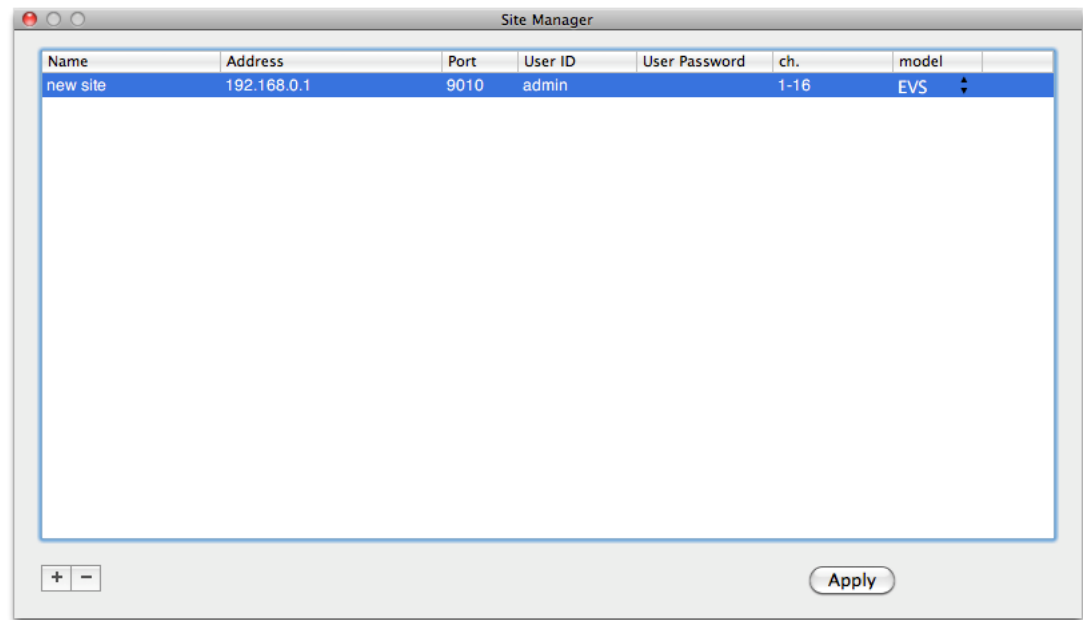 Site Manager
Name Address Port User ID User Password ch. model
new site 192.168.0.1 9010 admin 1-16 EVS
+ −
Apply